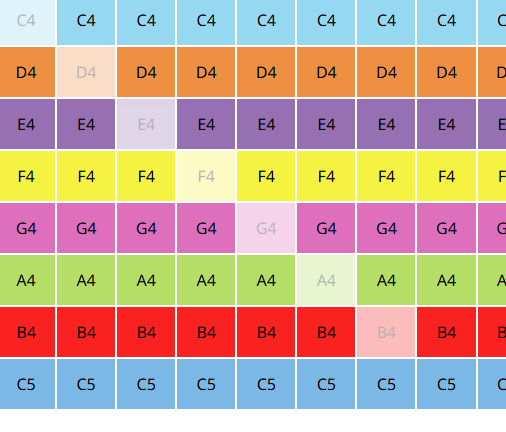 C4 C4 C4 C4 C4 C4 C4 C4 C
D4 D4 D4 D4 D4 D4 D4 D4 D
E4 E4 E4 E4 E4 E4 E4 E4 E
F4 F4 F4 F4 F4 F4 F4 F4 F
G4 G4 G4 G4 G4 G4 G4 G4 G
A4 A4 A4 A4 A4 A4 A4 A4 A
B4 B4 B4 B4 B4 B4 B4 B4 B
C5 C5 C5 C5 C5 C5 C5 C5 C